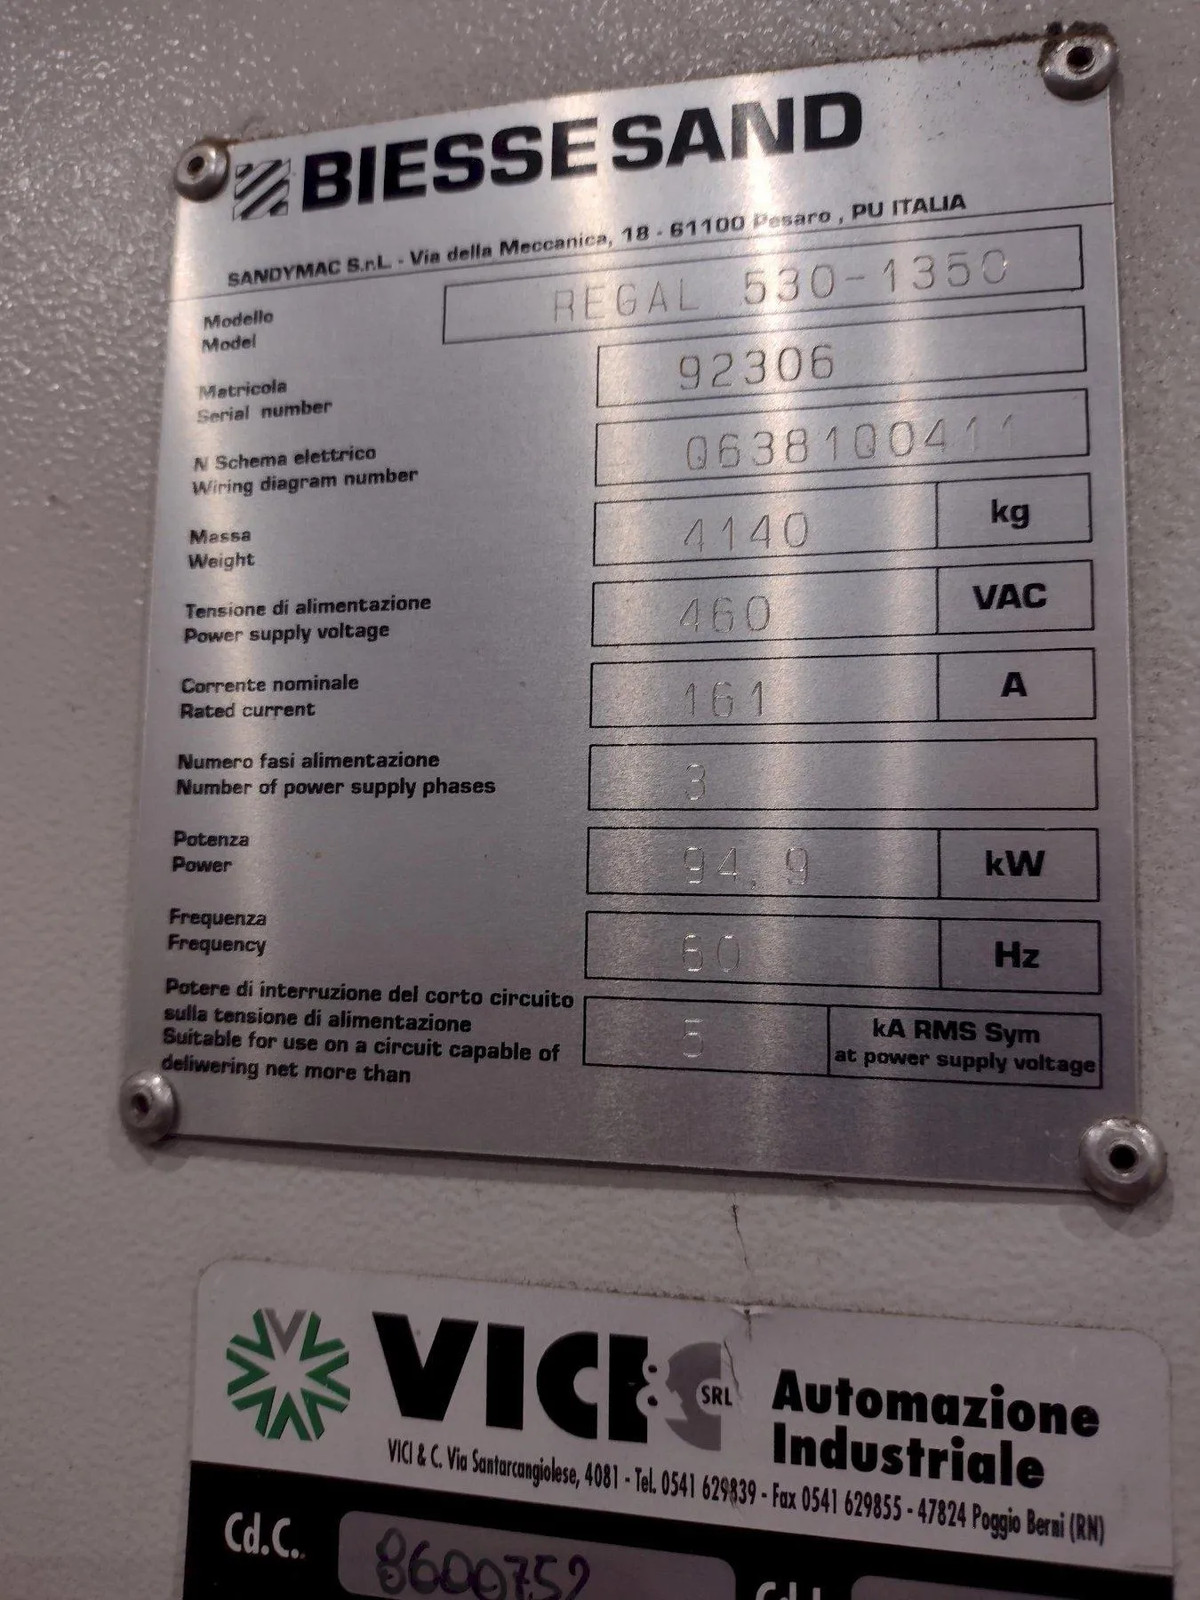 BIESSESAND
SANDYMAC S.r.L - Via della Meccanica, 18 - 61100 Pesaro , PU ITALIA
Modello
Model
REGAL 530-1350
Matricola
Serial number
92306
N Schema elettrico
Wiring diagram number
0638100411
Massa
Weight
4140 kg
Tensione di alimentazione
Power supply voltage
460 VAC
Corrente nominale
Rated current
161 A
Numero fasi alimentazione
Number of power supply phases
3
Potenza
Power
94.9 kW
Frequenza
Frequency
60 Hz
Potere di interruzione del corto circuito
sulla tensione di alimentazione
Suitable for use on a circuit capable of
deliwering net more than
5 kA RMS Sym
at power supply voltage
VICI & C SRL
Automazione
Industriale
VICI & C. Via Santarcangiolese, 4081 - Tel. 0541 629839 - Fax 0541 629855 - 47824 Poggio Berni (RN)
Cd.C. 8600752